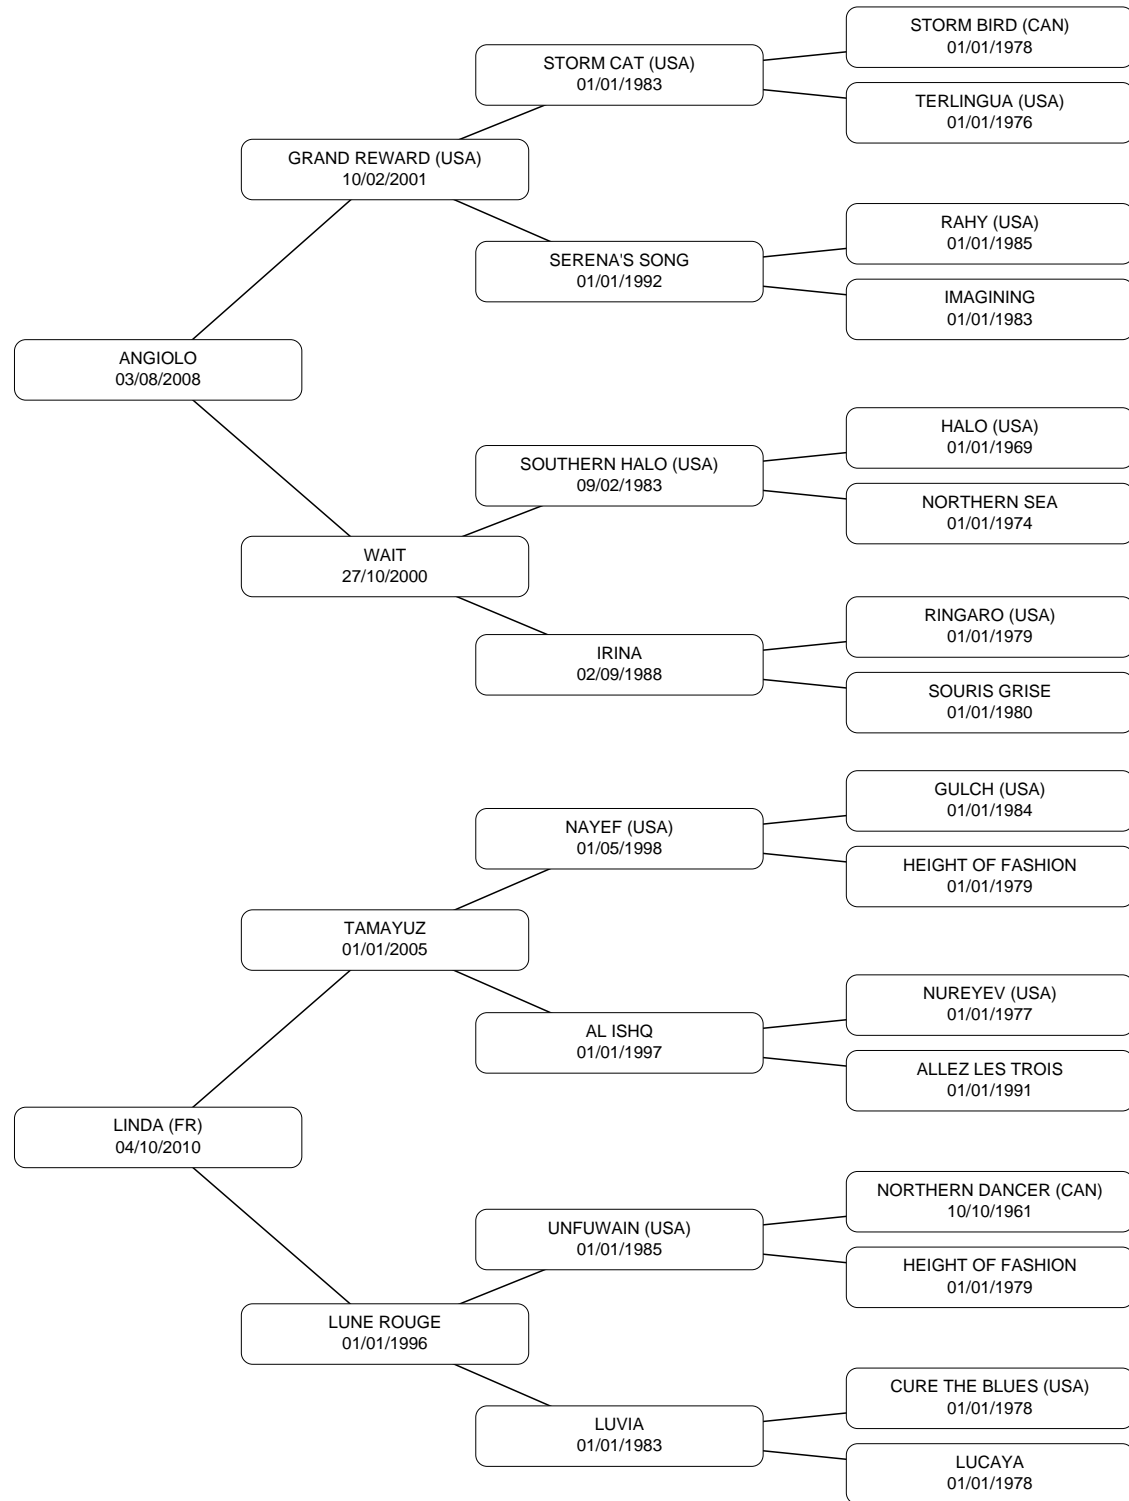 STORM BIRD (CAN)
01/01/1978
STORM CAT (USA)
01/01/1983
TERLINGUA (USA)
01/01/1976
GRAND REWARD (USA)
10/02/2001
RAHY (USA)
01/01/1985
SERENA'S SONG
01/01/1992
IMAGINING
01/01/1983
ANGIOLO
03/08/2008
HALO (USA)
01/01/1969
SOUTHERN HALO (USA)
09/02/1983
NORTHERN SEA
01/01/1974
WAIT
27/10/2000
RINGARO (USA)
01/01/1979
IRINA
02/09/1988
SOURIS GRISE
01/01/1980
GULCH (USA)
01/01/1984
NAYEF (USA)
01/05/1998
HEIGHT OF FASHION
01/01/1979
TAMAYUZ
01/01/2005
NUREYEV (USA)
01/01/1977
AL ISHQ
01/01/1997
ALLEZ LES TROIS
01/01/1991
LINDA (FR)
04/10/2010
NORTHERN DANCER (CAN)
10/10/1961
UNFUWAIN (USA)
01/01/1985
HEIGHT OF FASHION
01/01/1979
LUNE ROUGE
01/01/1996
CURE THE BLUES (USA)
01/01/1978
LUVIA
01/01/1983
LUCAYA
01/01/1978